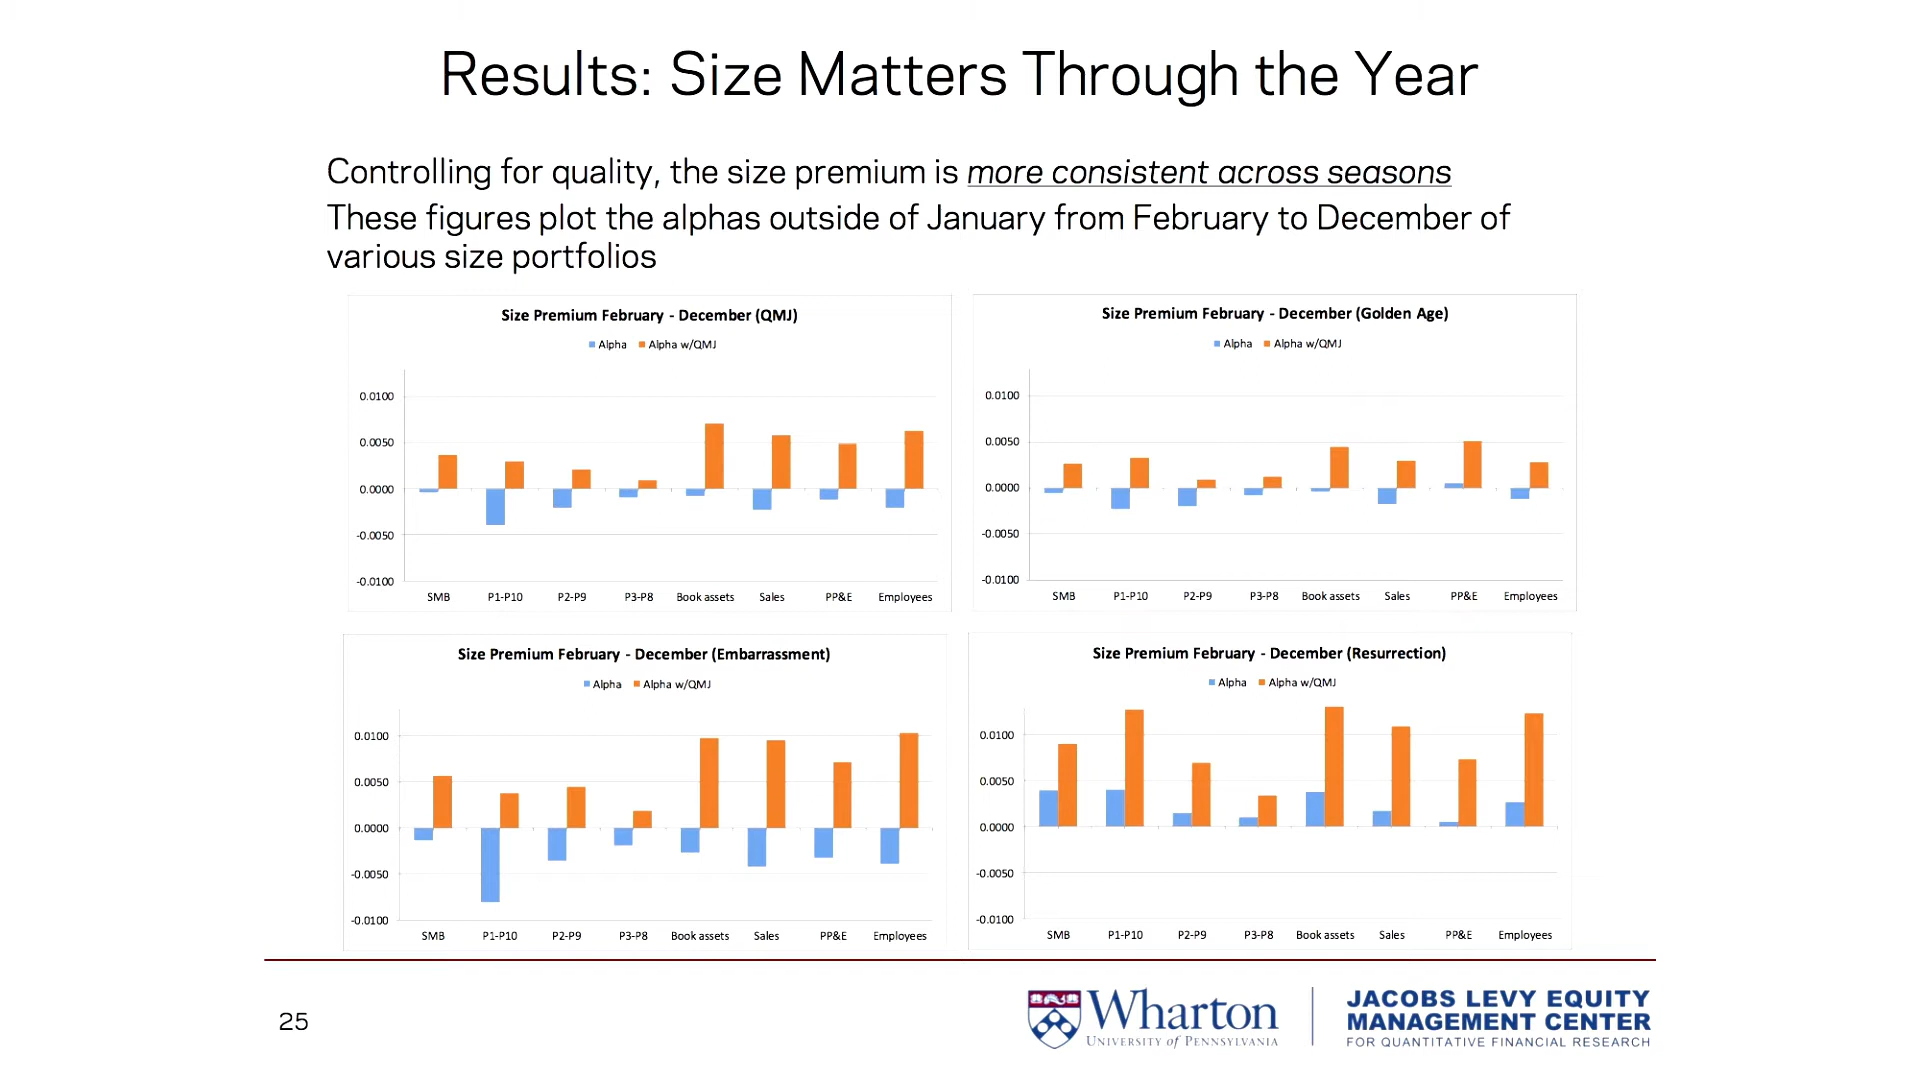 Results: Size Matters Through the Year
Controlling for quality, the size premium is more consistent across seasons
These figures plot the alphas outside of January from February to December of
various size portfolios
Size Premium February - December (QMJ)
Alpha Alpha w/QMJ
0.0100
0.0050
0.0000
-0.0050
-0.0100
SMB P1-P10 P2-P9 P3-P8 Book assets Sales PP&E Employees
Size Premium February - December (Golden Age)
Alpha Alpha w/QMJ
0.0100
0.0050
0.0000
-0.0050
-0.0100
SMB P1-P10 P2-P9 P3-P8 Book assets Sales PP&E Employees
Size Premium February - December (Embarrassment)
Alpha Alpha w/QMJ
0.0100
0.0050
0.0000
-0.0050
-0.0100
SMB P1-P10 P2-P9 P3-P8 Book assets Sales PP&E Employees
Size Premium February - December (Resurrection)
Alpha Alpha w/QMJ
0.0100
0.0050
0.0000
-0.0050
-0.0100
SMB P1-P10 P2-P9 P3-P8 Book assets Sales PP&E Employees
25
Wharton
UNIVERSITY of PENNSYLVANIA
JACOBS LEVY EQUITY
MANAGEMENT CENTER
FOR QUANTITATIVE FINANCIAL RESEARCH